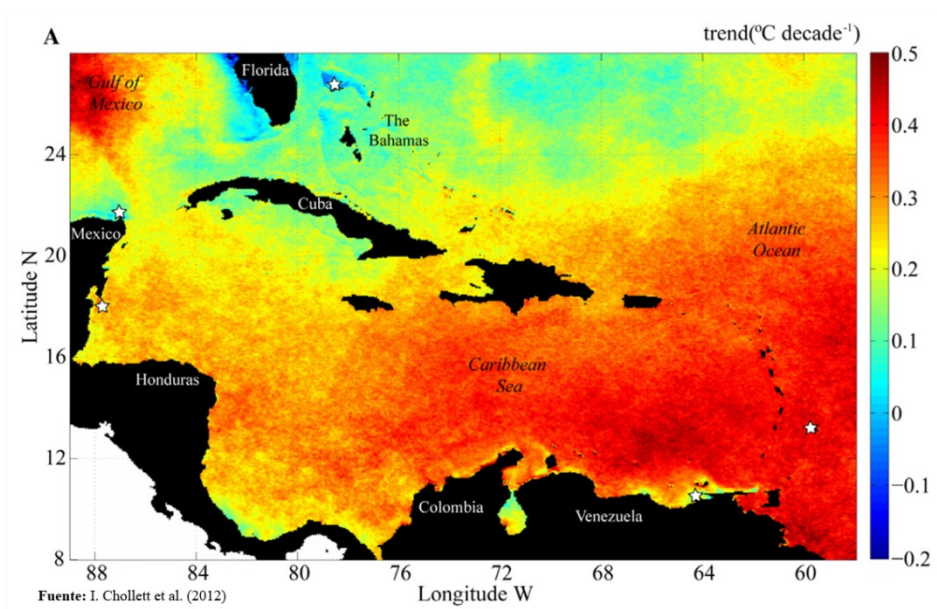 A
trend(ºC decade⁻¹)
Gulf of
Mexico
Florida
The
Bahamas
Cuba
Mexico
Atlantic
Ocean
Caribbean
Sea
Honduras
Colombia
Venezuela
Latitude N
24
20
16
12
8
88
84
80
76
72
68
64
60
Longitude W
0.5
0.4
0.3
0.2
0.1
0
−0.1
−0.2
Fuente: I. Chollett et al. (2012)